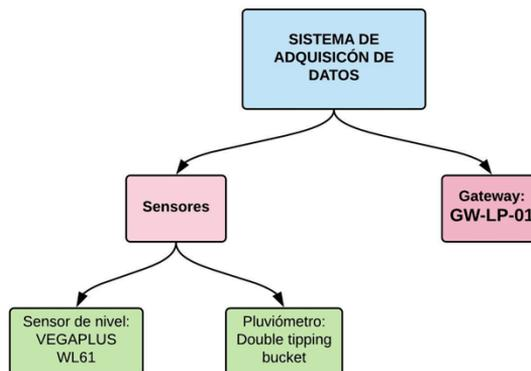 SISTEMA DE
ADQUISICÓN DE
DATOS
Sensores
Gateway:
GW-LP-01
Sensor de nivel:
VEGAPLUS
WL61
Pluviómetro:
Double tipping
bucket